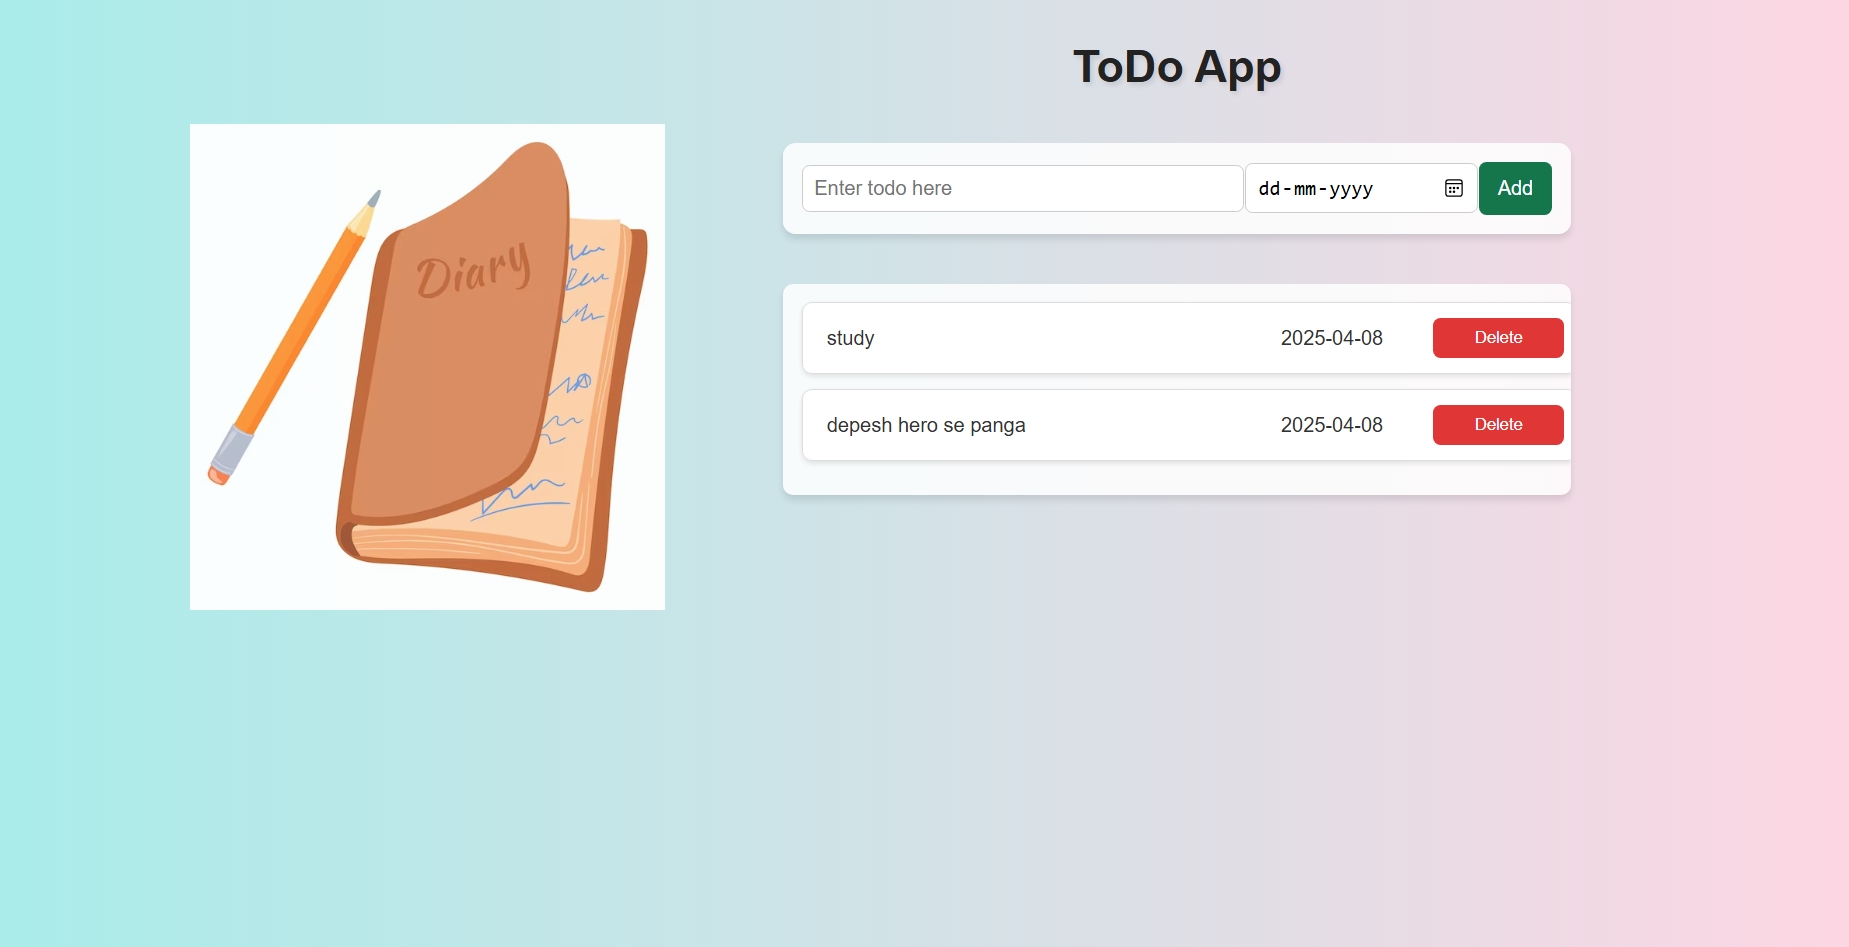 ToDo App
Diary
Enter todo here dd-mm-yyyy Add
study 2025-04-08 Delete
depesh hero se panga 2025-04-08 Delete